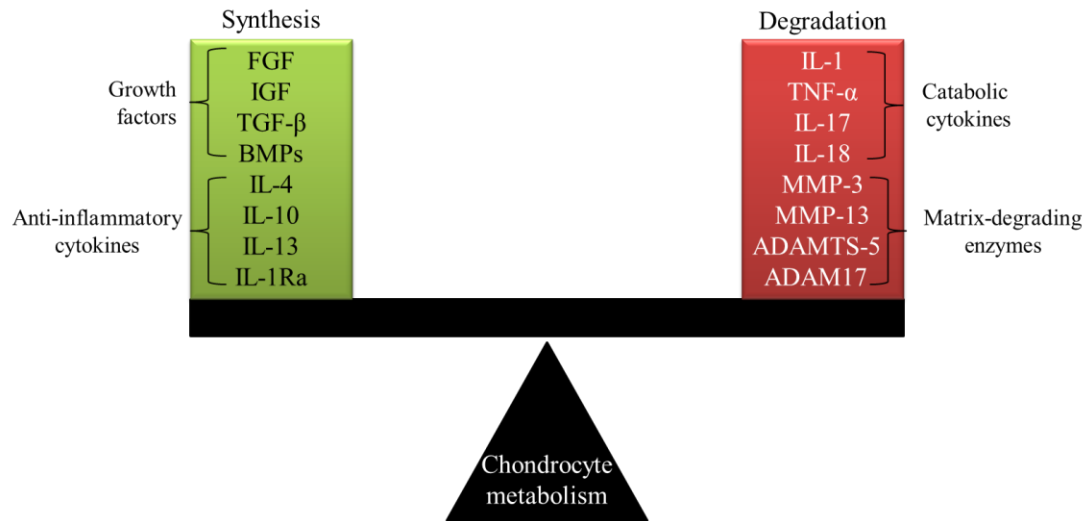 Synthesis
Degradation
Growth
factors
FGF
IGF
TGF-β
BMPs
Anti-inflammatory
cytokines
IL-4
IL-10
IL-13
IL-1Ra
IL-1
TNF-α
IL-17
IL-18
Catabolic
cytokines
MMP-3
MMP-13
ADAMTS-5
ADAM17
Matrix-degrading
enzymes
Chondrocyte
metabolism